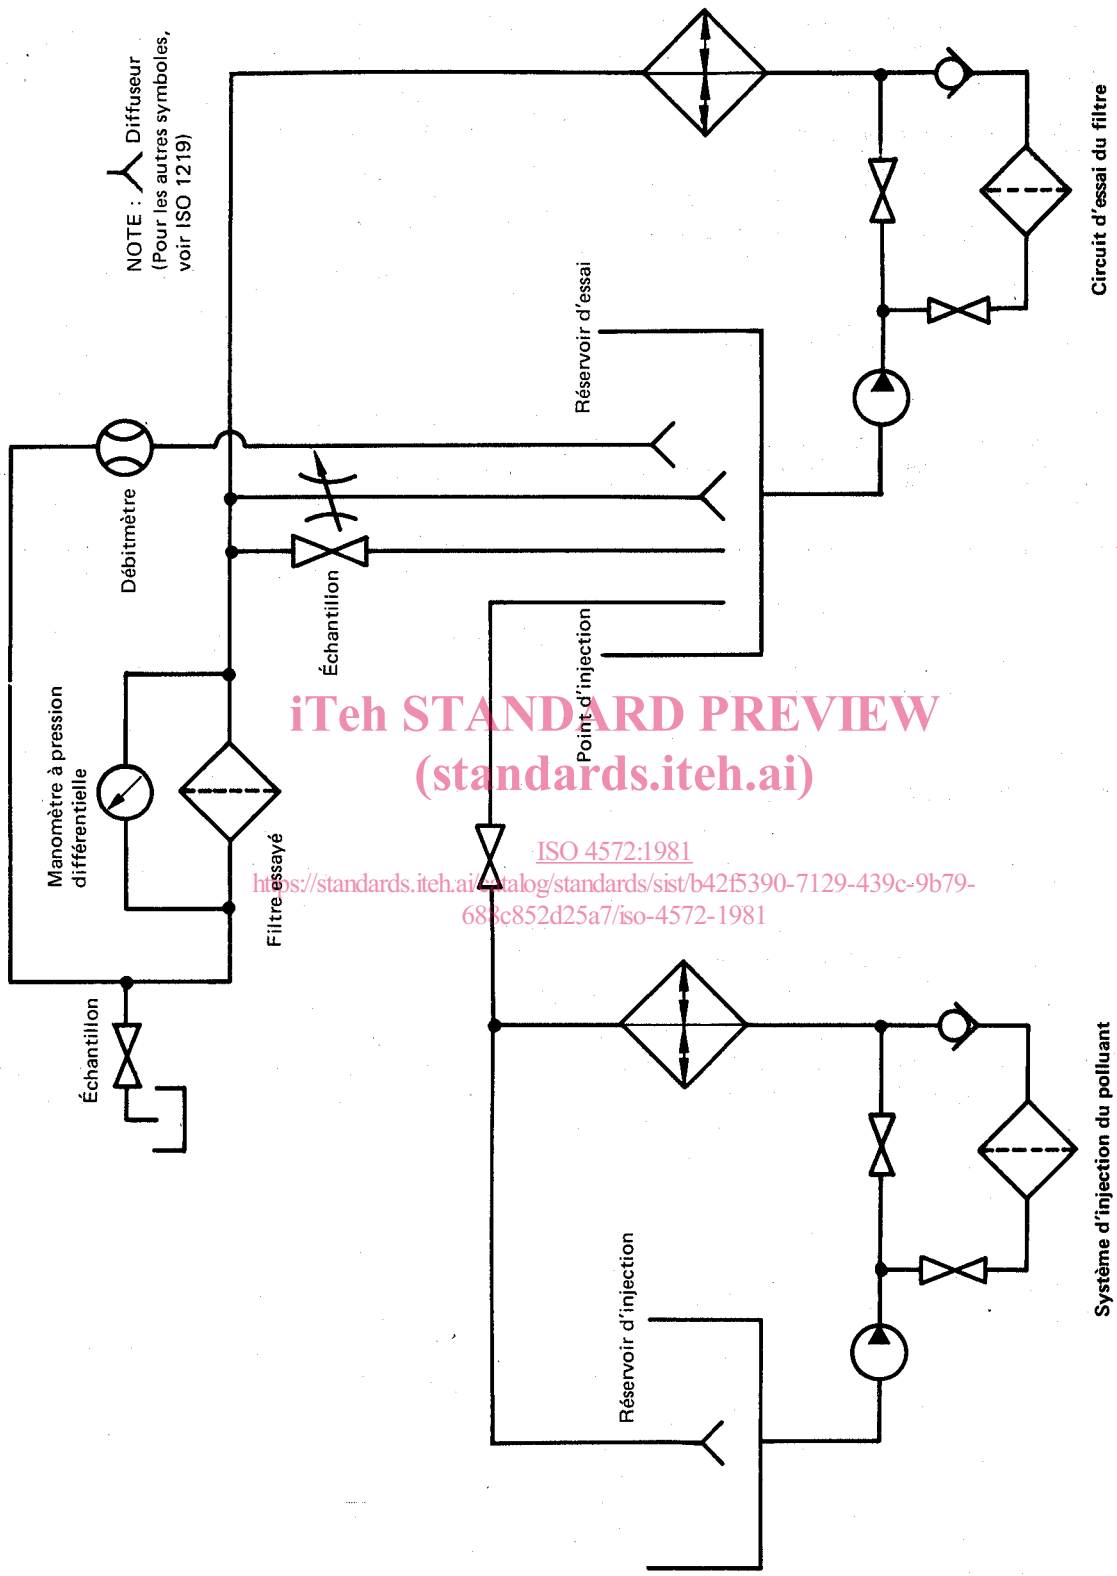 NOTE : Diffuseur
(Pour les autres symboles,
voir ISO 1219)
Débitmètre
Réservoir d'essai
Échantillon
Point d'injection
Manomètre à pression
différentielle
Filtre essayé
Échantillon
Réservoir d'injection
Circuit d'essai du filtre
Système d'injection du polluant
iTeh STANDARD PREVIEW
(standards.iteh.ai)
ISO 4572:1981
https://standards.iteh.ai/catalog/standards/sist/b42f5390-7129-439c-9b79-
688c852d25a7/iso-4572-1981